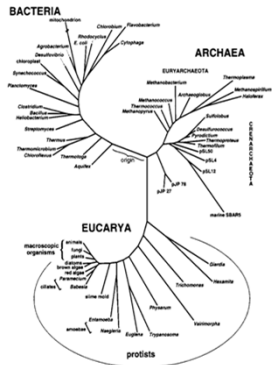 BACTERIA
mitochondrion
Chlorobium
Flavobacterium
Rhodocyclus
E. coli
Cytophaga
Agrobacterium
Desulfovibrio
chloroplast
Synechococcus
Planctomyces
Clostridium
Bacillus
Heliobacterium
Streptomyces
Thermus
Thermomicrobium
Chloroflexus
Thermotoga
Aquifex
origin
ARCHAEA
EURYARCHAEOTA
Methanobacterium
Thermoplasma
Archaeoglobus
Methanospirillum
Haloferax
Methanococcus
Thermococcus
Methanopyrus
Sulfolobus
Desulfurococcus
Pyrodictium
Thermoproteus
Thermofilum
pSL50
pSL4
pSL12
CRENARCHAEOTA
pJP 78
pJP 27
marine SBAR5
EUCARYA
macroscopic
organisms
animals
fungi
plants
diatoms
brown algae
red algae
ciliates
Paramecium
Babesia
slime mold
amoebae
Entamoeba
Naegleria
Euglena
Trypanosoma
Physarum
Vairimorpha
Trichomonas
Hexamita
Giardia
protists